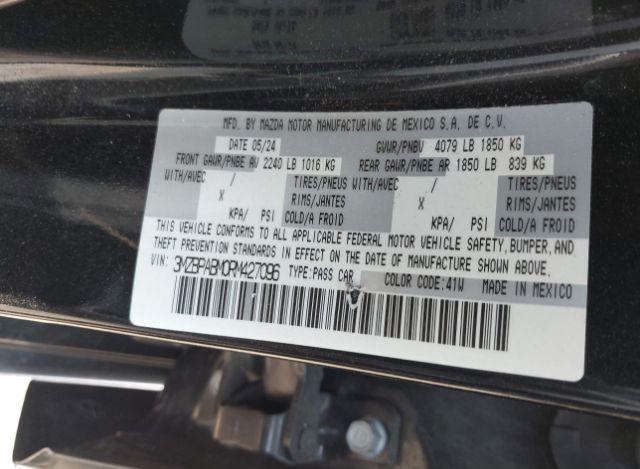 MFD. BY MAZDA MOTOR MANUFACTURING DE MEXICO S.A. DE C.V.
DATE 05/24 GVWR/PNBV 4079 LB 1850 KG
FRONT GAWR/PNBE AV 2240 LB 1016 KG REAR GAWR/PNBE AR 1850 LB 839 KG
WITH/AVEC / TIRES/PNEUS WITH/AVEC / TIRES/PNEUS
X RIMS/JANTES X RIMS/JANTES
KPA/ PSI COLD/A FROID KPA/ PSI COLD/A FROID
THIS VEHICLE CONFORMS TO ALL APPLICABLE FEDERAL MOTOR VEHICLE SAFETY, BUMPER, AND
THEFT PREVENTION STANDARDS IN EFFECT ON THE DATE OF MANUFACTURE SHOWN ABOVE.
VIN: 3MZBPABM0RM427096 TYPE:PASS CAR COLOR CODE:41W MADE IN MEXICO